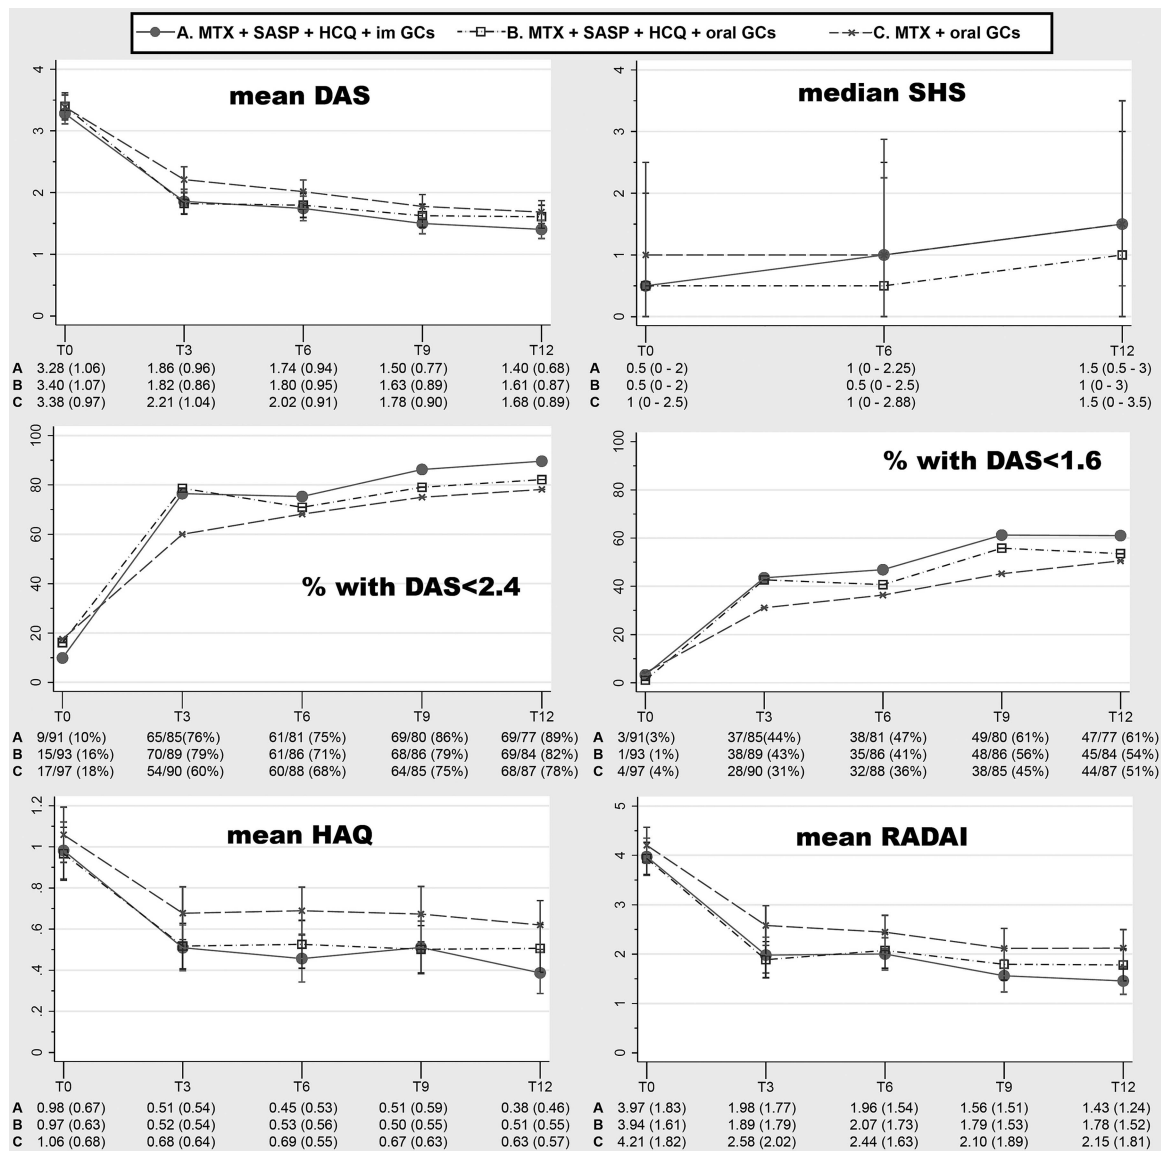 A. MTX + SASP + HCQ + im GCs B. MTX + SASP + HCQ + oral GCs C. MTX + oral GCs
mean DAS
4
3
2
1
0
T0 T3 T6 T9 T12
A 3.28 (1.06) 1.86 (0.96) 1.74 (0.94) 1.50 (0.77) 1.40 (0.68)
B 3.40 (1.07) 1.82 (0.86) 1.80 (0.95) 1.63 (0.89) 1.61 (0.87)
C 3.38 (0.97) 2.21 (1.04) 2.02 (0.91) 1.78 (0.90) 1.68 (0.89)
median SHS
4
3
2
1
0
T0 T6 T12
A 0.5 (0 - 2) 1 (0 - 2.25) 1.5 (0.5 - 3)
B 0.5 (0 - 2) 0.5 (0 - 2.5) 1 (0 - 3)
C 1 (0 - 2.5) 1 (0 - 2.88) 1.5 (0 - 3.5)
100
80
60
40
20
0
% with DAS<2.4
T0 T3 T6 T9 T12
A 9/91 (10%) 65/85(76%) 61/81 (75%) 69/80 (86%) 69/77 (89%)
B 15/93 (16%) 70/89 (79%) 61/86 (71%) 68/86 (79%) 69/84 (82%)
C 17/97 (18%) 54/90 (60%) 60/88 (68%) 64/85 (75%) 68/87 (78%)
% with DAS<1.6
100
80
60
40
20
0
T0 T3 T6 T9 T12
A 3/91(3%) 37/85(44%) 38/81 (47%) 49/80 (61%) 47/77 (61%)
B 1/93 (1%) 38/89 (43%) 35/86 (41%) 48/86 (56%) 45/84 (54%)
C 4/97 (4%) 28/90 (31%) 32/88 (36%) 38/85 (45%) 44/87 (51%)
mean HAQ
1.2
1
.8
.6
.4
.2
0
T0 T3 T6 T9 T12
A 0.98 (0.67) 0.51 (0.54) 0.45 (0.53) 0.51 (0.59) 0.38 (0.46)
B 0.97 (0.63) 0.52 (0.54) 0.53 (0.56) 0.50 (0.55) 0.51 (0.55)
C 1.06 (0.68) 0.68 (0.64) 0.69 (0.55) 0.67 (0.63) 0.63 (0.57)
mean RADAI
5
4
3
2
1
0
T0 T3 T6 T9 T12
A 3.97 (1.83) 1.98 (1.77) 1.96 (1.54) 1.56 (1.51) 1.43 (1.24)
B 3.94 (1.61) 1.89 (1.79) 2.07 (1.73) 1.79 (1.53) 1.78 (1.52)
C 4.21 (1.82) 2.58 (2.02) 2.44 (1.63) 2.10 (1.89) 2.15 (1.81)